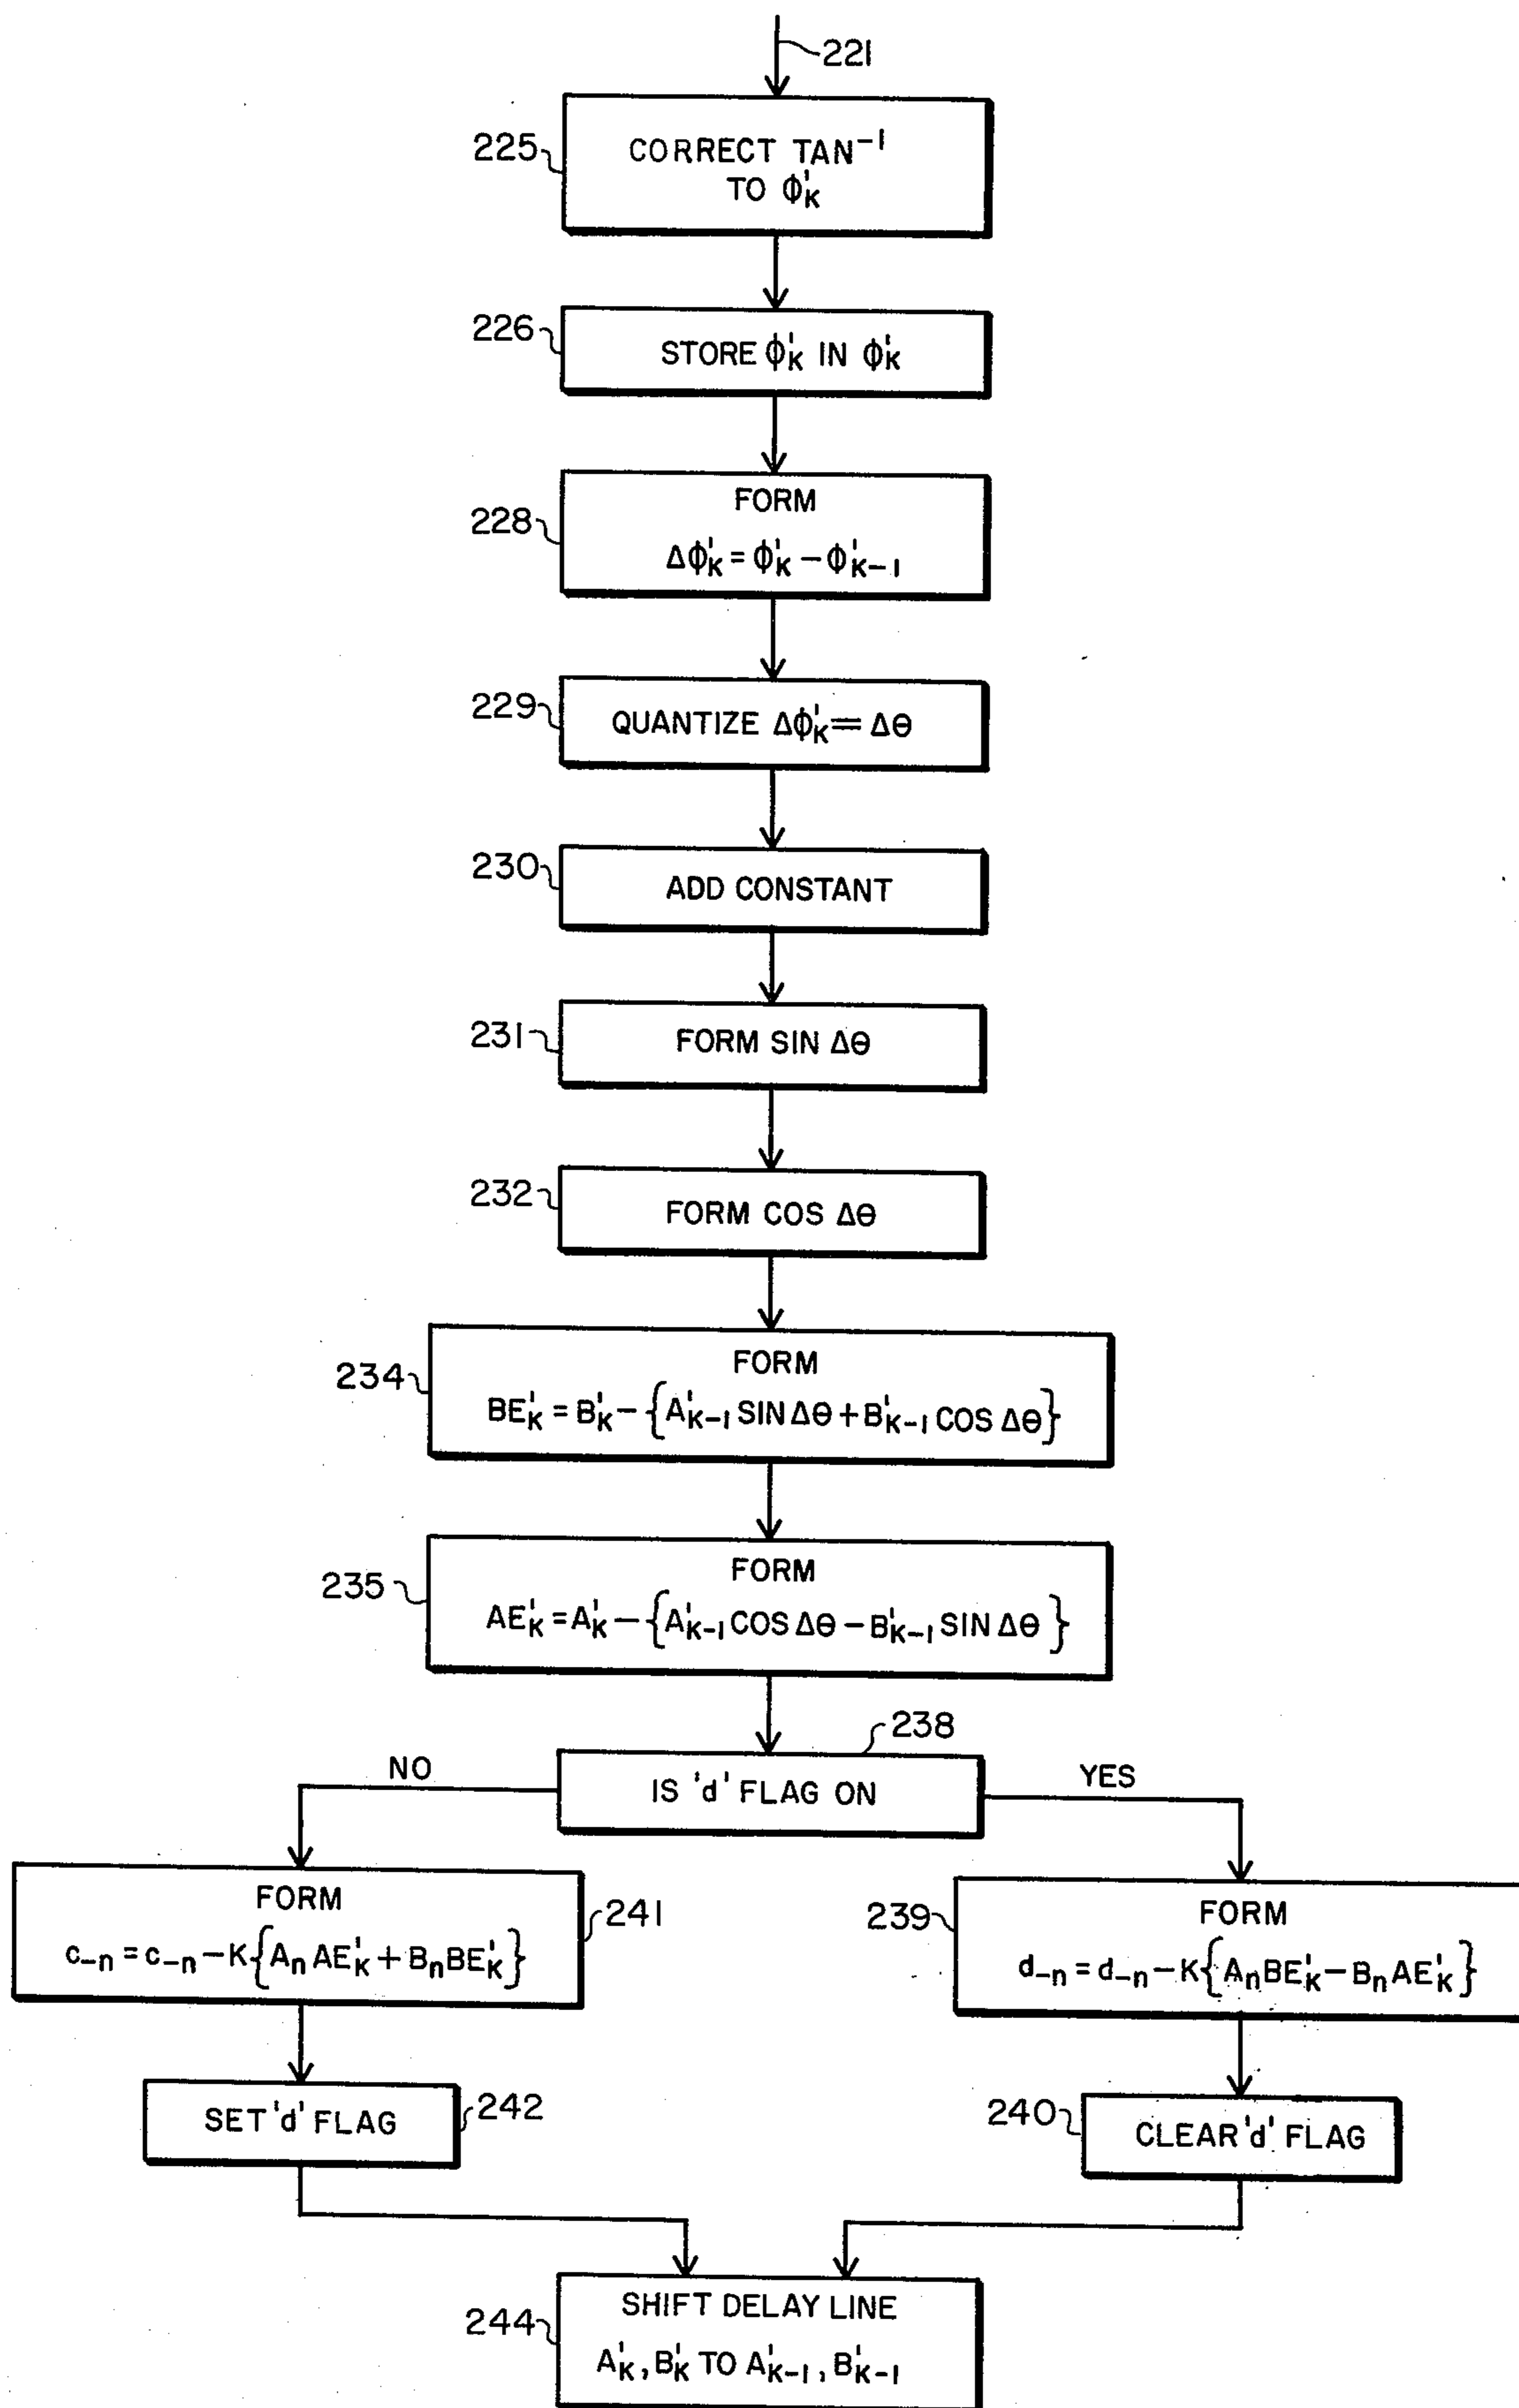 221
225
CORRECT TAN⁻¹
TO ɸ'ₖ
226
STORE ɸ'ₖ IN ɸ'ₖ
228
FORM
Δɸ'ₖ = ɸ'ₖ − ɸ'ₖ₋₁
229
QUANTIZE Δɸ'ₖ = Δθ
230
ADD CONSTANT
231
FORM SIN Δθ
232
FORM COS Δθ
234
FORM
BE'ₖ = B'ₖ − {A'ₖ₋₁ SIN Δθ + B'ₖ₋₁ COS Δθ}
235
FORM
AE'ₖ = A'ₖ − {A'ₖ₋₁ COS Δθ − B'ₖ₋₁ SIN Δθ}
238
NO
IS 'd' FLAG ON
YES
FORM
c₋ₙ = c₋ₙ − K{Aₙ AE'ₖ + Bₙ BE'ₖ}
241
239
FORM
d₋ₙ = d₋ₙ − K{Aₙ BE'ₖ − Bₙ AE'ₖ}
SET 'd' FLAG
242
240
CLEAR 'd' FLAG
244
SHIFT DELAY LINE
A'ₖ, B'ₖ TO A'ₖ₋₁, B'ₖ₋₁